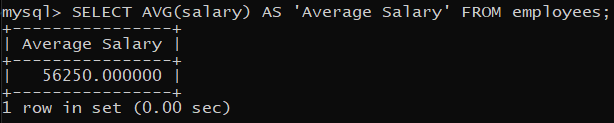 mysql> SELECT AVG(salary) AS 'Average Salary' FROM employees;
+----------------+
| Average Salary |
+----------------+
|   56250.000000 |
+----------------+
1 row in set (0.00 sec)